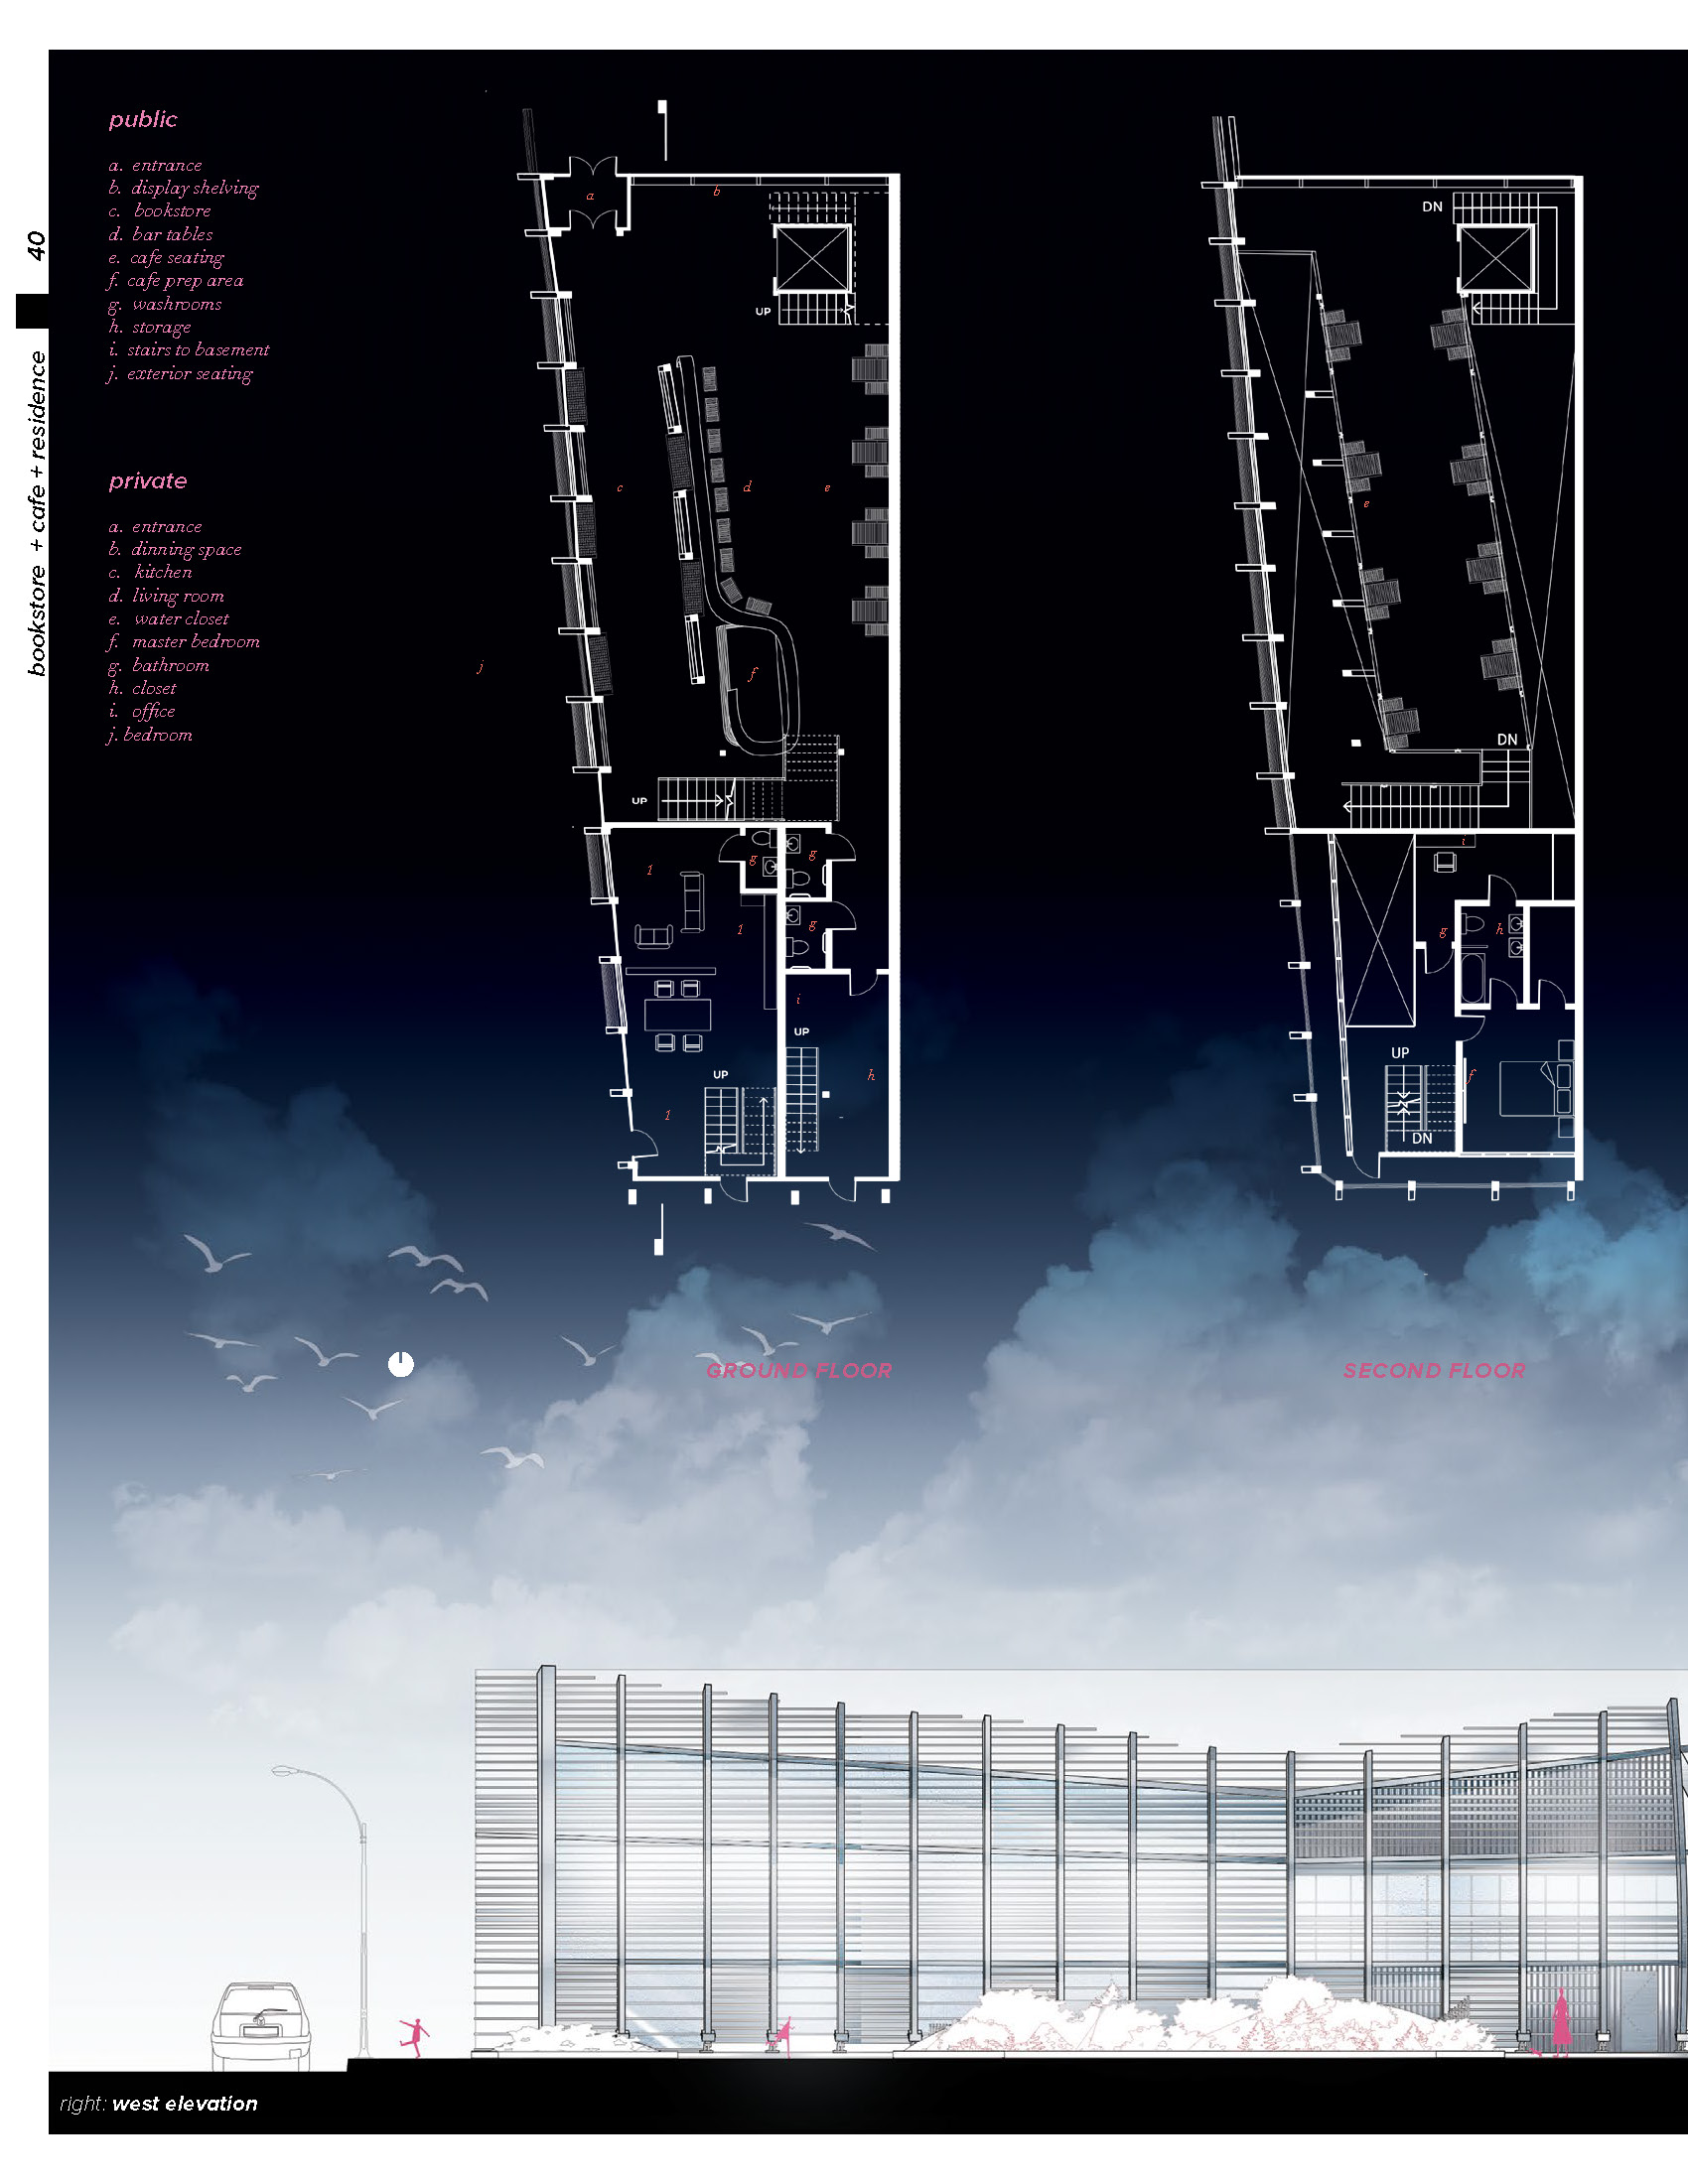 40
bookstore + cafe + residence
public
a. entrance
b. display shelving
c. bookstore
d. bar tables
e. cafe seating
f. cafe prep area
g. washrooms
h. storage
i. stairs to basement
j. exterior seating
private
a. entrance
b. dinning space
c. kitchen
d. living room
e. water closet
f. master bedroom
g. bathroom
h. closet
i. office
j. bedroom
a
b
UP
c
d
e
j
f
UP
1
g
g
1
g
i
UP
h
UP
1
DN
e
DN
i
g
h
UP
f
DN
GROUND FLOOR
SECOND FLOOR
right: west elevation